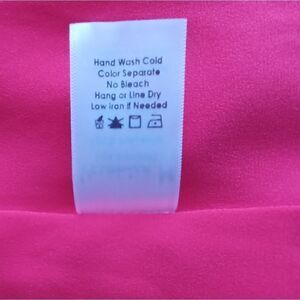 Hand Wash Cold
Color Separate
No Bleach
Hang or Line Dry
Low Iron If Needed